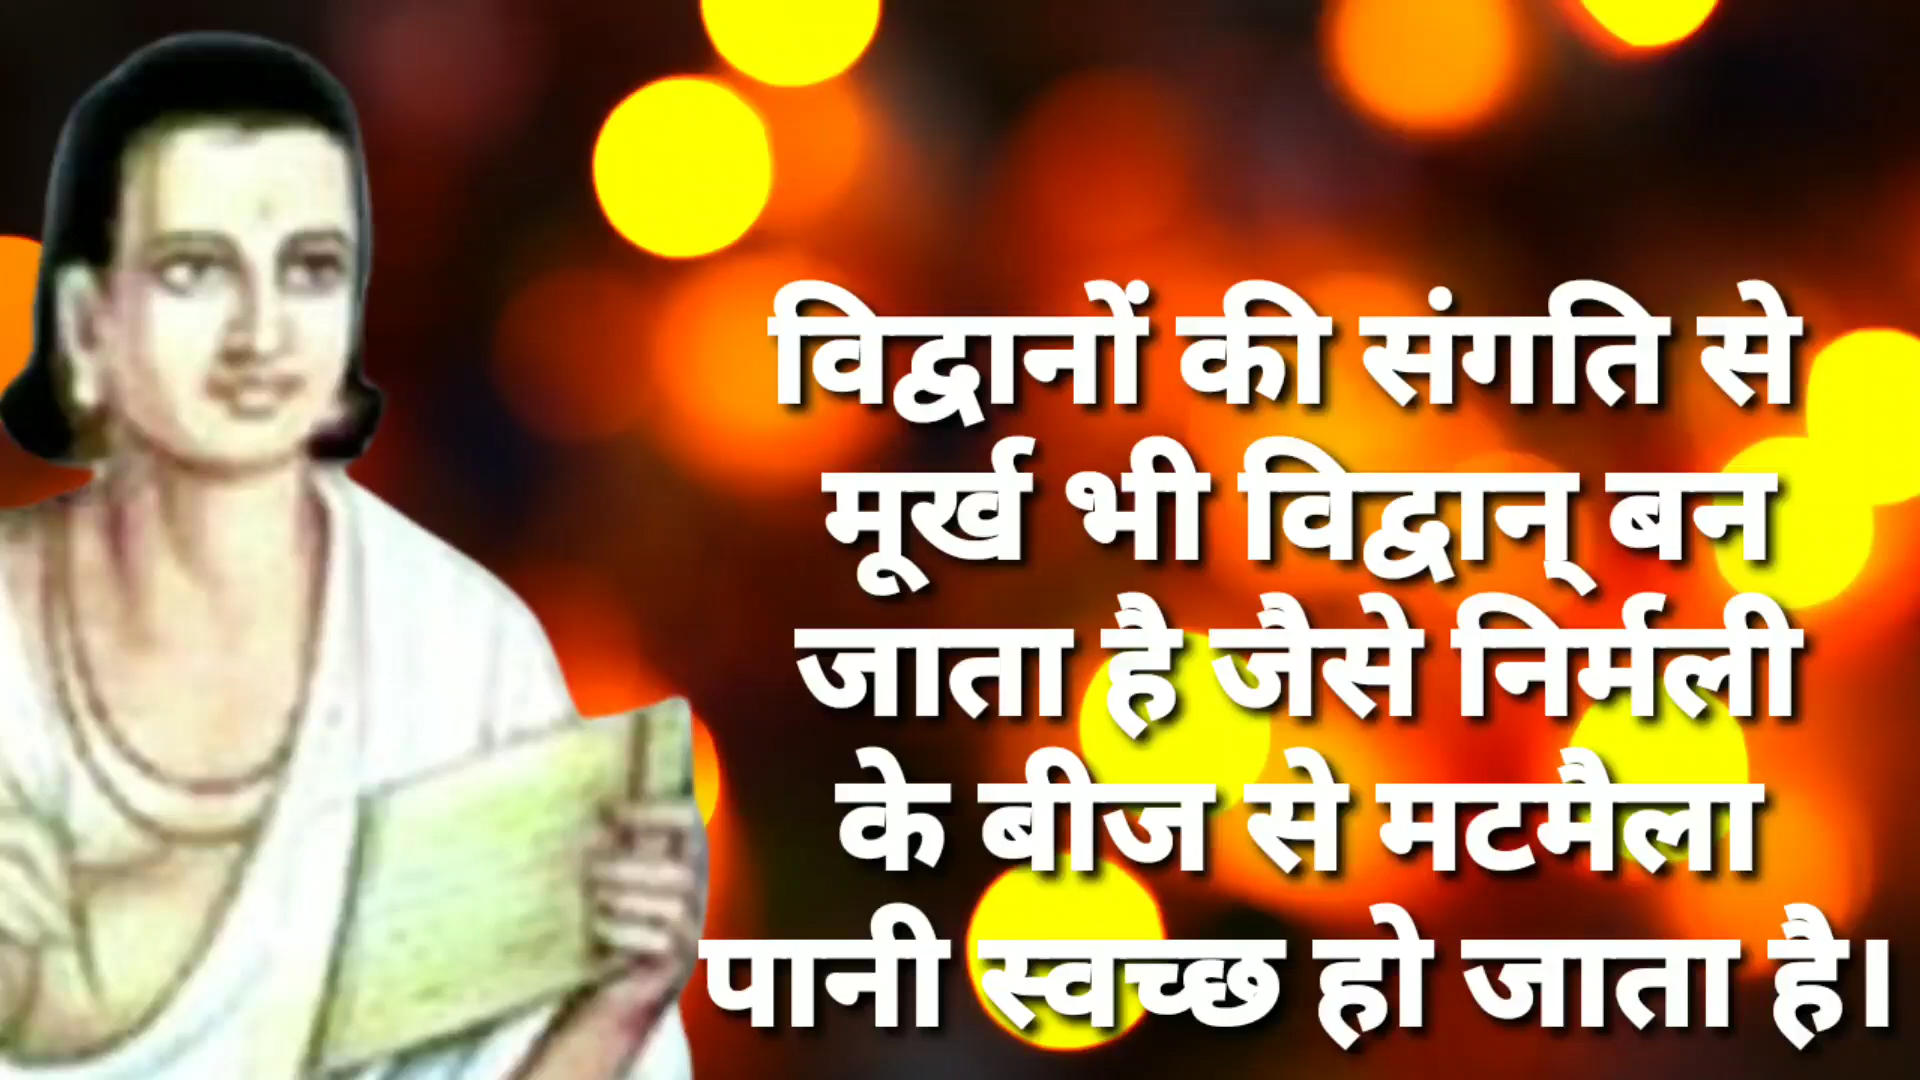 विद्वानों की संगति से
मूर्ख भी विद्वान् बन
जाता है जैसे निर्मली
के बीज से मटमैला
पानी स्वच्छ हो जाता है।